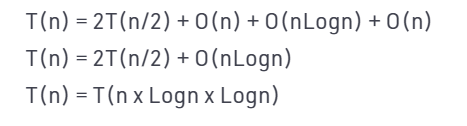 T(n) = 2T(n/2) + O(n) + O(nLogn) + O(n)
T(n) = 2T(n/2) + O(nLogn)
T(n) = T(n x Logn x Logn)